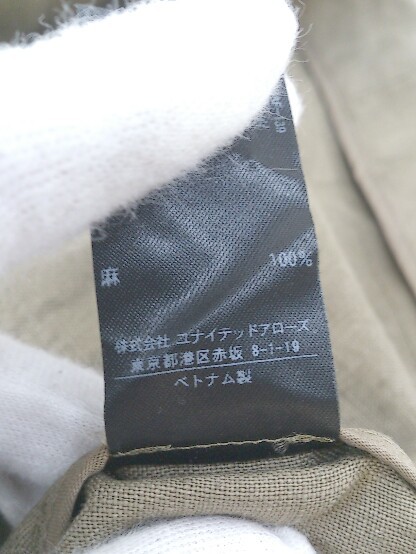 麻 100%
株式会社 ユナイテッドアローズ
東京都港区赤坂 8-1-19
ベトナム製